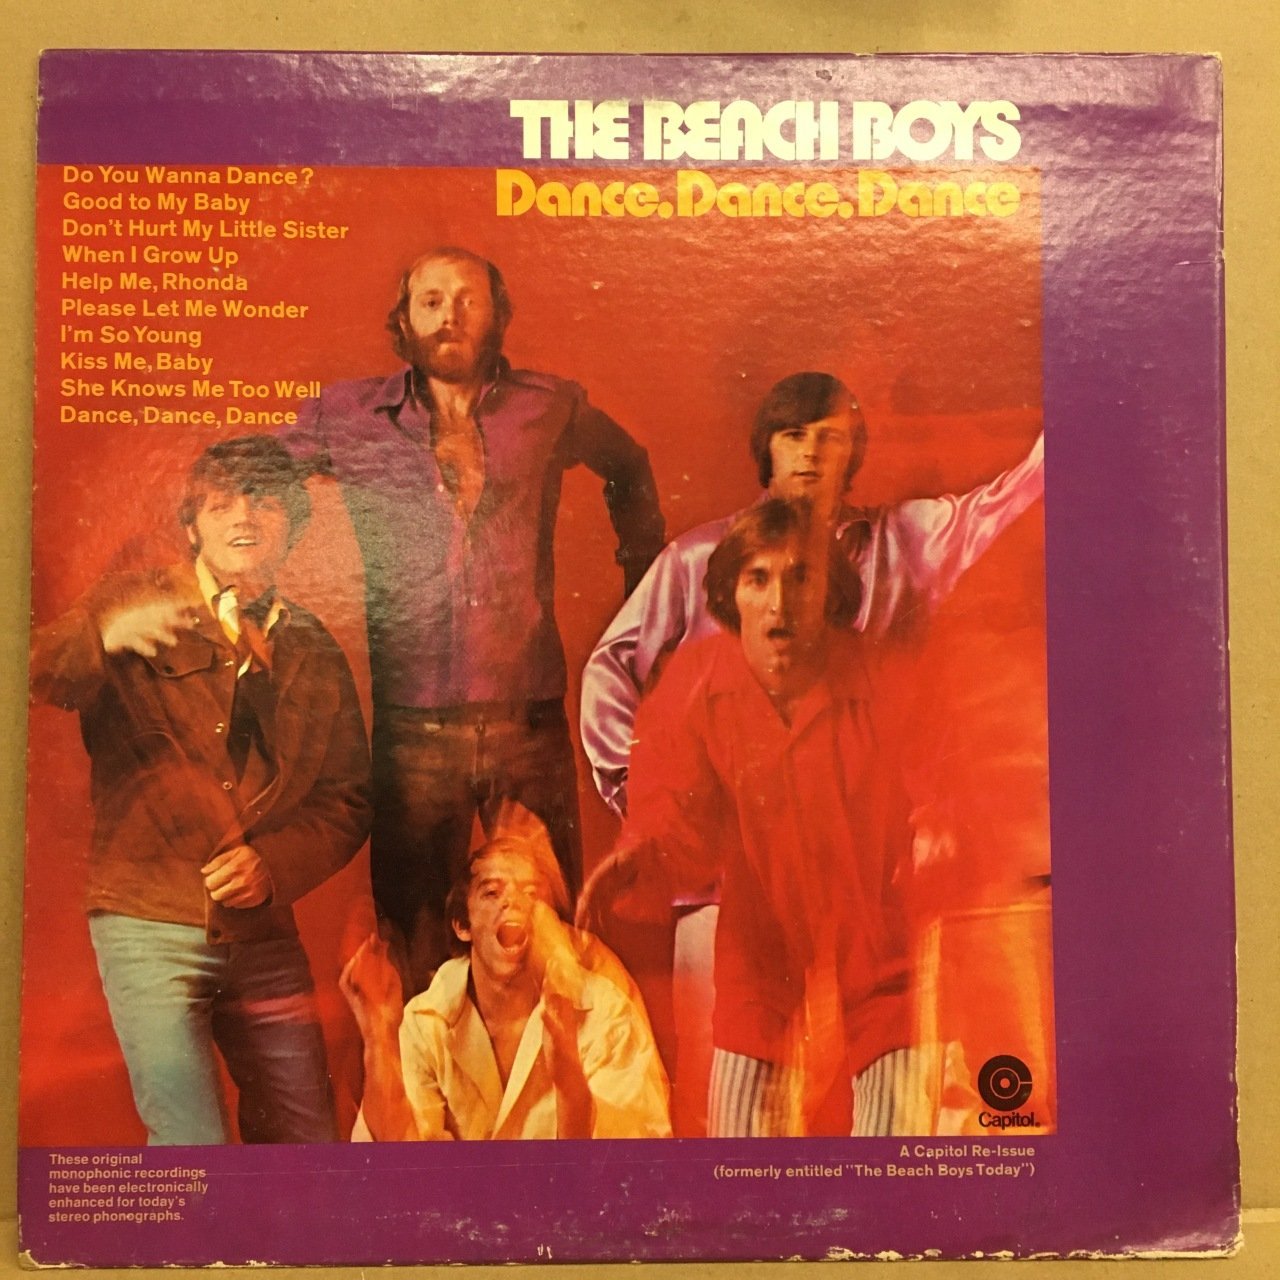 THE BEACH BOYS
Dance, Dance, Dance
Do You Wanna Dance?
Good to My Baby
Don't Hurt My Little Sister
When I Grow Up
Help Me, Rhonda
Please Let Me Wonder
I'm So Young
Kiss Me, Baby
She Knows Me Too Well
Dance, Dance, Dance
Capitol®
These original
monophonic recordings
have been electronically
enhanced for today's
stereo phonographs.
A Capitol Re-Issue
(formerly entitled "The Beach Boys Today")